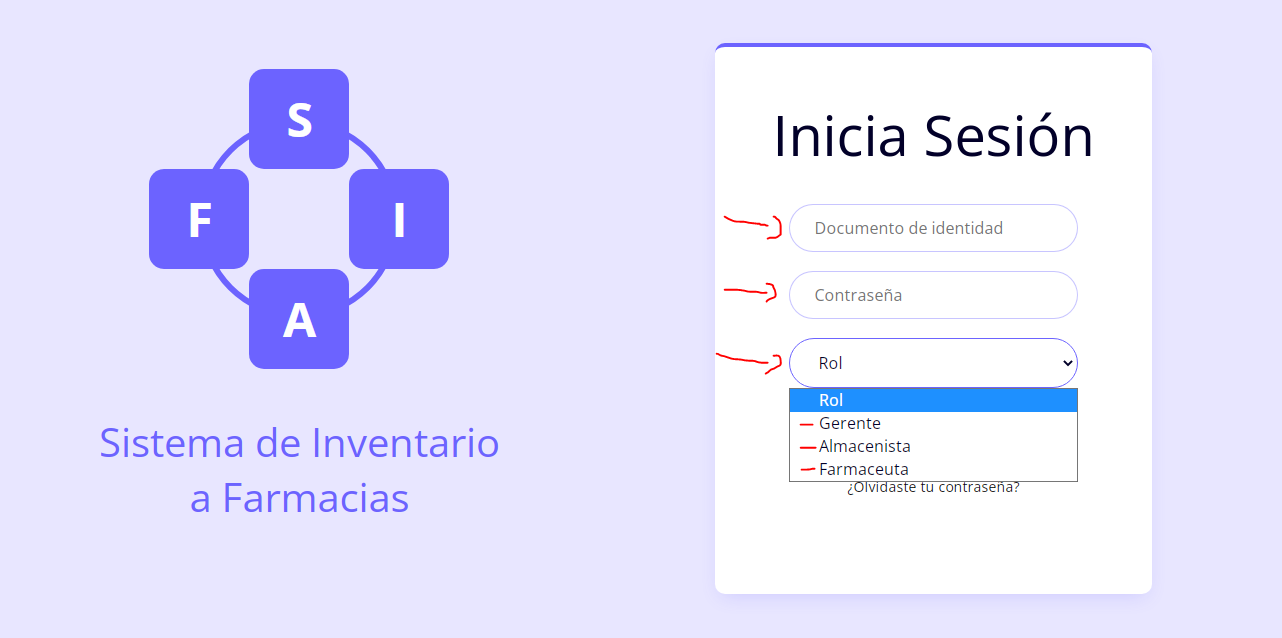 S
F
I
A
Sistema de Inventario
a Farmacias
Inicia Sesión
Documento de identidad
Contraseña
Rol
Rol
Gerente
Almacenista
Farmaceuta
¿Olvidaste tu contraseña?